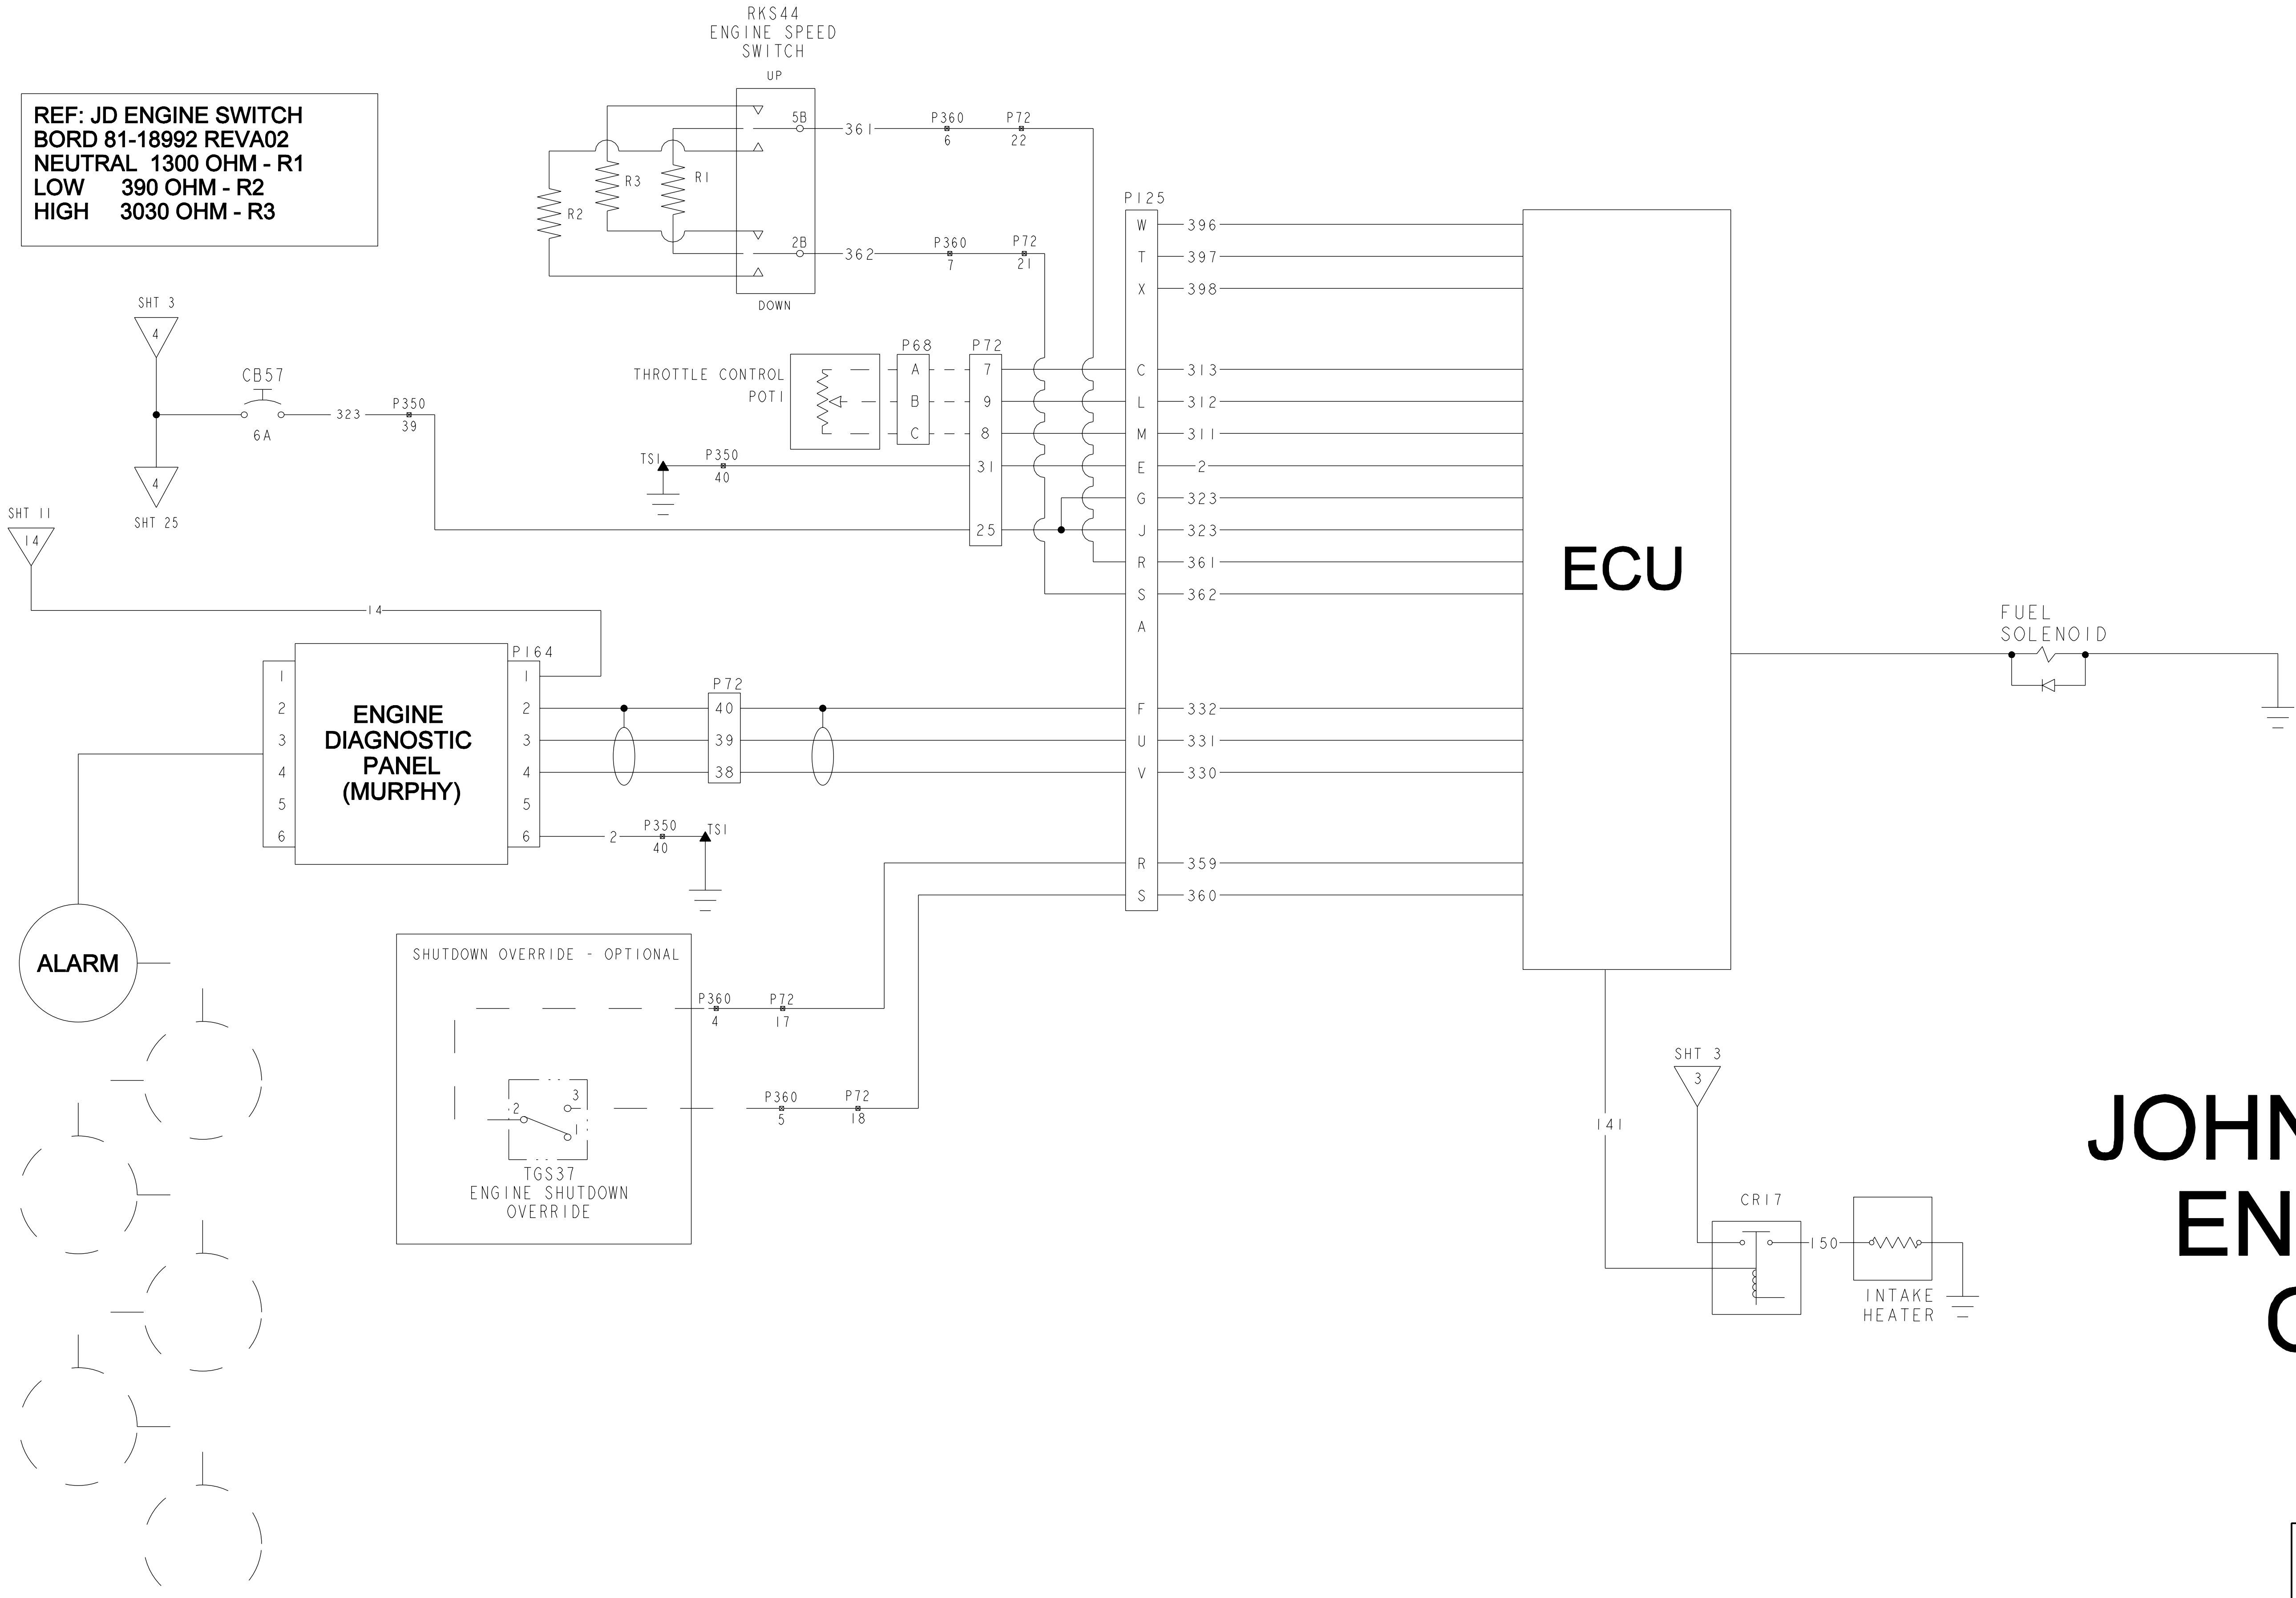 RKS44
ENGINE SPEED
SWITCH
UP
REF: JD ENGINE SWITCH
BORD 81-18992 REVA02
NEUTRAL 1300 OHM - R1
LOW 390 OHM - R2
HIGH 3030 OHM - R3
5B
361
P360
6
P72
22
R3
R1
R2
2B
362
P360
7
P72
21
DOWN
P125
W 396
T 397
X 398
SHT 3
4
CB57
6A
323
P350
39
4
SHT 25
THROTTLE CONTROL
POT1
P68
P72
A 7 C 313
B 9 L 312
C 8 M 311
TS1
P350
40
31 E 2
G 323
25 J 323
R 361
S 362
A
ECU
SHT 11
14
14
FUEL
SOLENOID
P164
ENGINE
DIAGNOSTIC
PANEL
(MURPHY)
1
2
3
4
5
6
1
2
3
4
5
6
P72
40 F 332
39 U 331
38 V 330
2
P350
40
TS1
R 359
S 360
ALARM
SHUTDOWN OVERRIDE - OPTIONAL
P360
4
P72
17
P360
5
P72
18
2
3
1
TGS37
ENGINE SHUTDOWN
OVERRIDE
SHT 3
3
141
CR17
150
INTAKE
HEATER
JOHN
EN